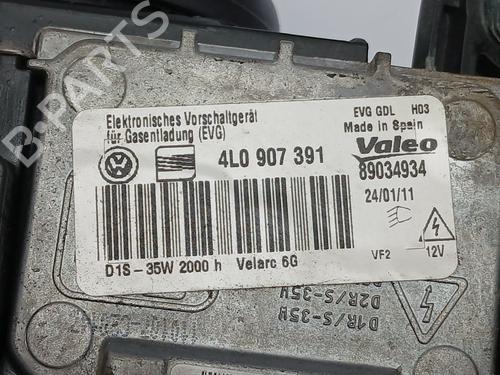 B-PARTS
Elektronisches Vorschaltgerät
für Gasentladung (EVG)
EVG GDL H03
Made in Spain
4L0 907 391
Valeo
89034934
24/01/11
D1S-35W 2000 h Velarc 6G
VF2 12V
D2R/S-35W
D1R/S-35W